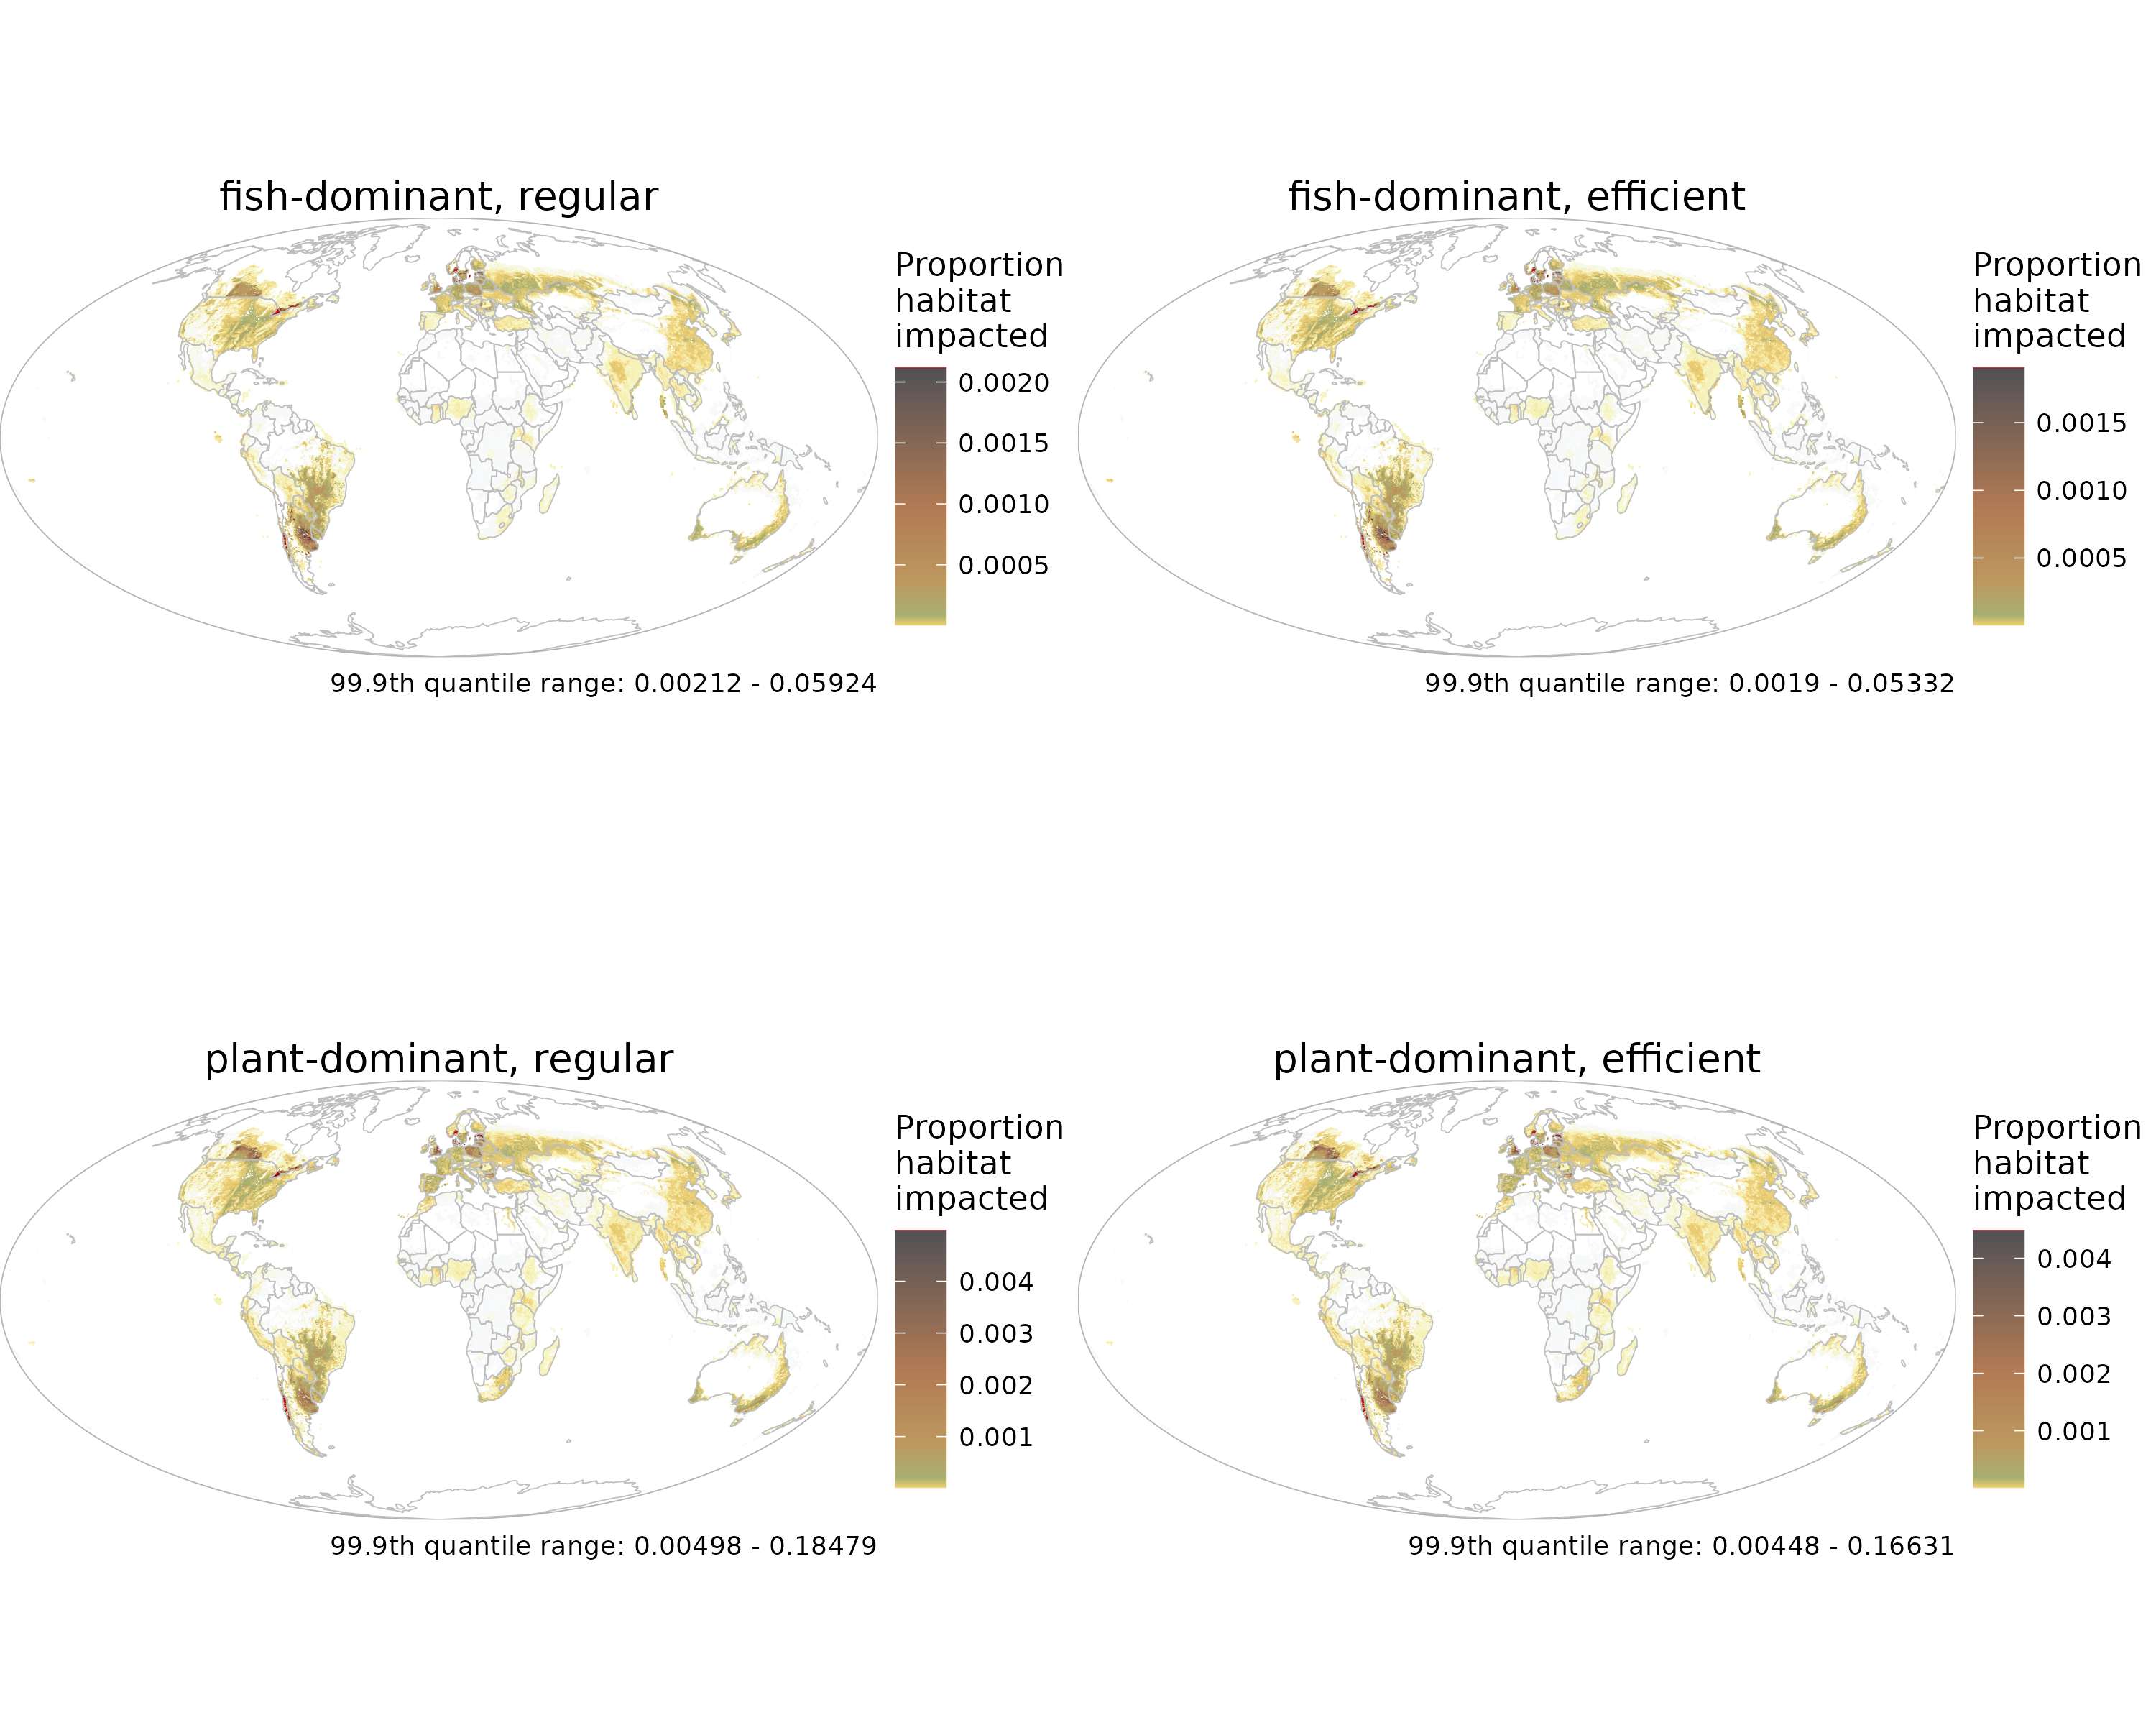 fish-dominant, regular
Proportion
habitat
impacted
0.0020
0.0015
0.0010
0.0005
99.9th quantile range: 0.00212 - 0.05924
fish-dominant, efficient
Proportion
habitat
impacted
0.0015
0.0010
0.0005
99.9th quantile range: 0.0019 - 0.05332
plant-dominant, regular
Proportion
habitat
impacted
0.004
0.003
0.002
0.001
99.9th quantile range: 0.00498 - 0.18479
plant-dominant, efficient
Proportion
habitat
impacted
0.004
0.003
0.002
0.001
99.9th quantile range: 0.00448 - 0.16631